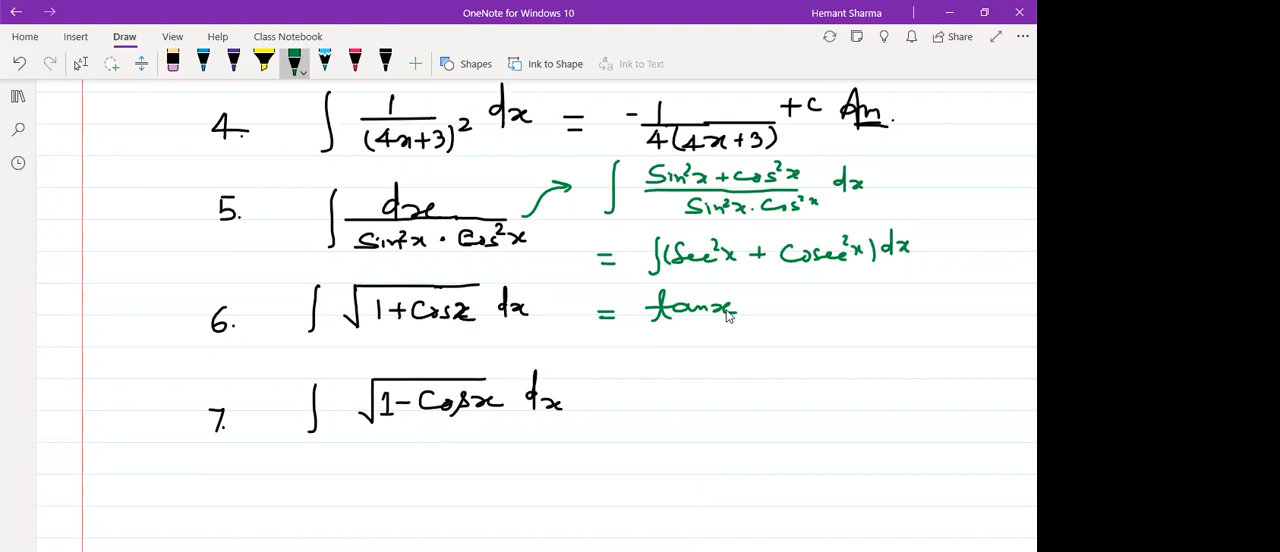 OneNote for Windows 10
Hemant Sharma
Home Insert Draw View Help Class Notebook
Share
Shapes Ink to Shape Ink to Text
4. ∫ 1/(4x+3)² dx = -1/4(4x+3) + c An.
5. ∫ dx/Sin²x · Cos²x
∫ Sin²x + cos²x/Sin²x · Cos²x dx
= ∫(Sec²x + Cosec²x) dx
= tanx
6. ∫ √1+Cosx dx
7. ∫ √1-Cosx dx